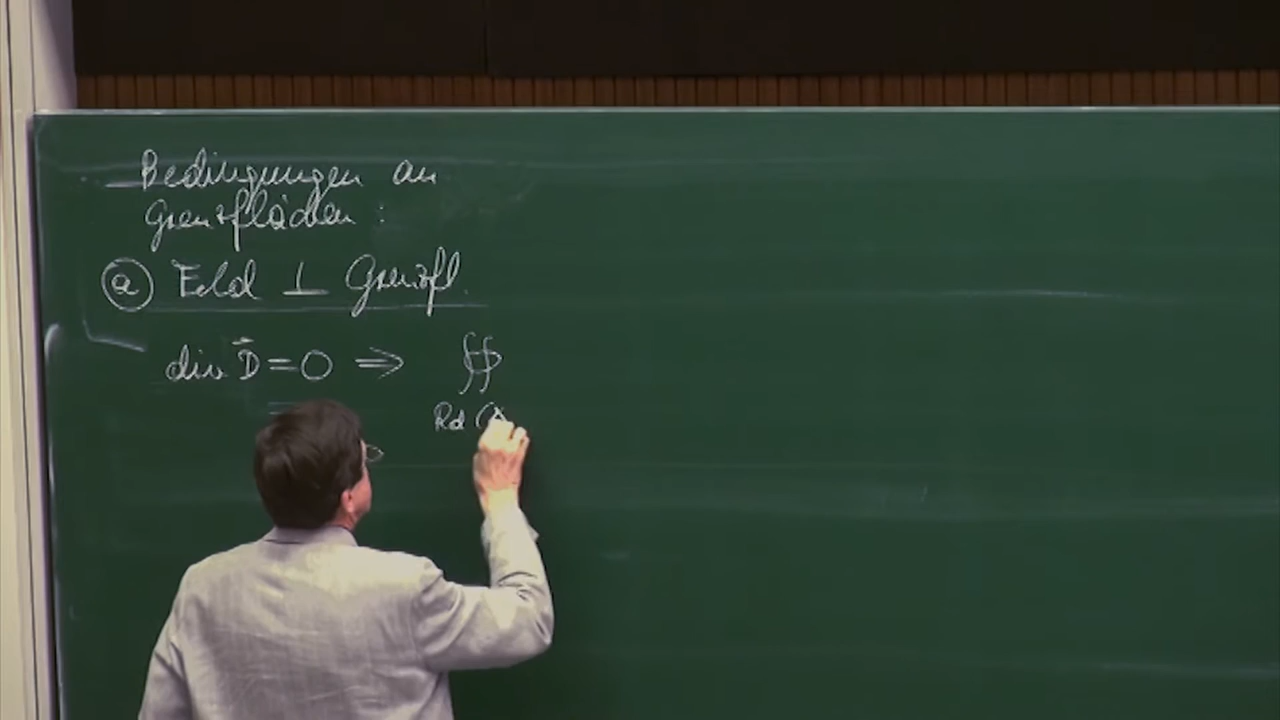 Bedingungen an
Grenzflächen :
ⓐ Feld ⊥ Grenzfl.
div D⃗ = 0 ⇒ ∯
Rd (